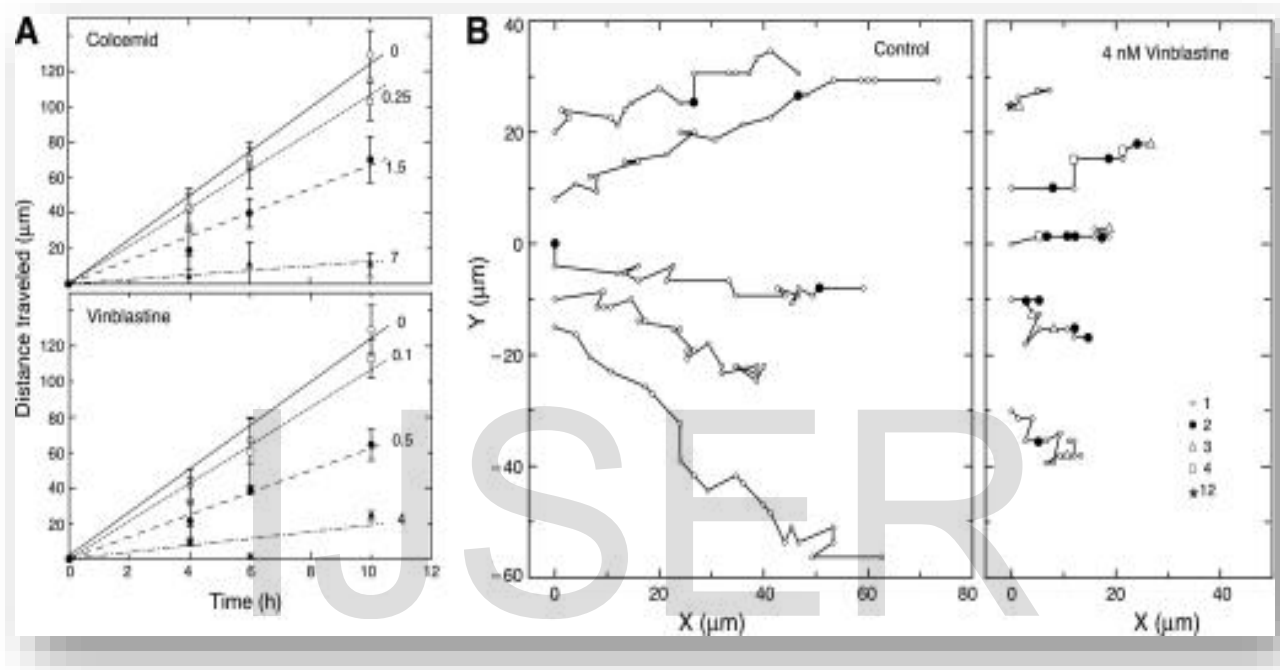 A
Colcemid
120
100
80
60
40
20
0
0.25
1.5
7
Vinblastine
120
100
80
60
40
20
0
0.1
0.5
4
0 2 4 6 8 10 12
Time (h)
Distance traveled (μm)
B
Control
40
20
0
−20
−40
−60
Y (μm)
0 20 40 60 80
X (μm)
4 nM Vinblastine
1
2
3
4
12
0 20 40
X (μm)
IJSER